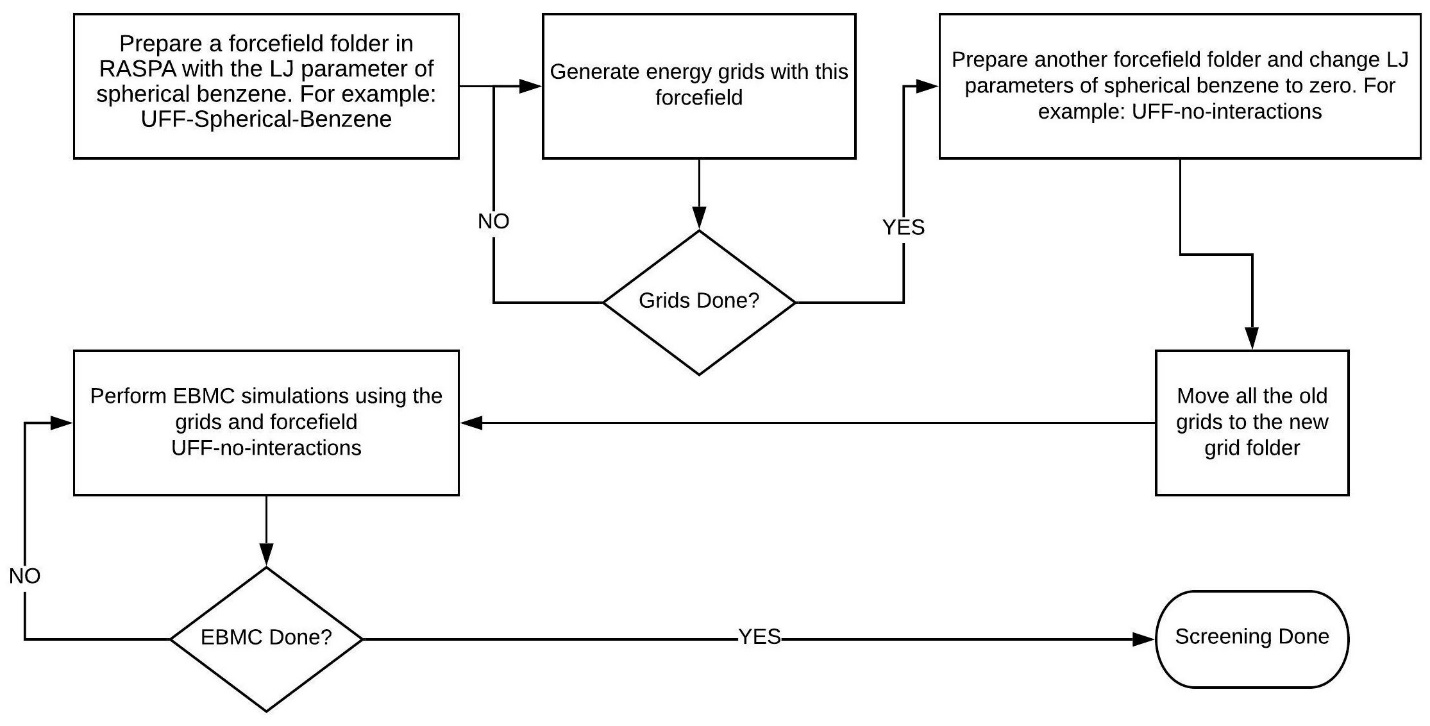 Prepare a forcefield folder in
RASPA with the LJ parameter of
spherical benzene. For example:
UFF-Spherical-Benzene
Generate energy grids with this
forcefield
Prepare another forcefield folder and change LJ
parameters of spherical benzene to zero. For
example: UFF-no-interactions
NO
YES
Grids Done?
Perform EBMC simulations using the
grids and forcefield
UFF-no-interactions
Move all the old
grids to the new
grid folder
NO
EBMC Done?
YES
Screening Done